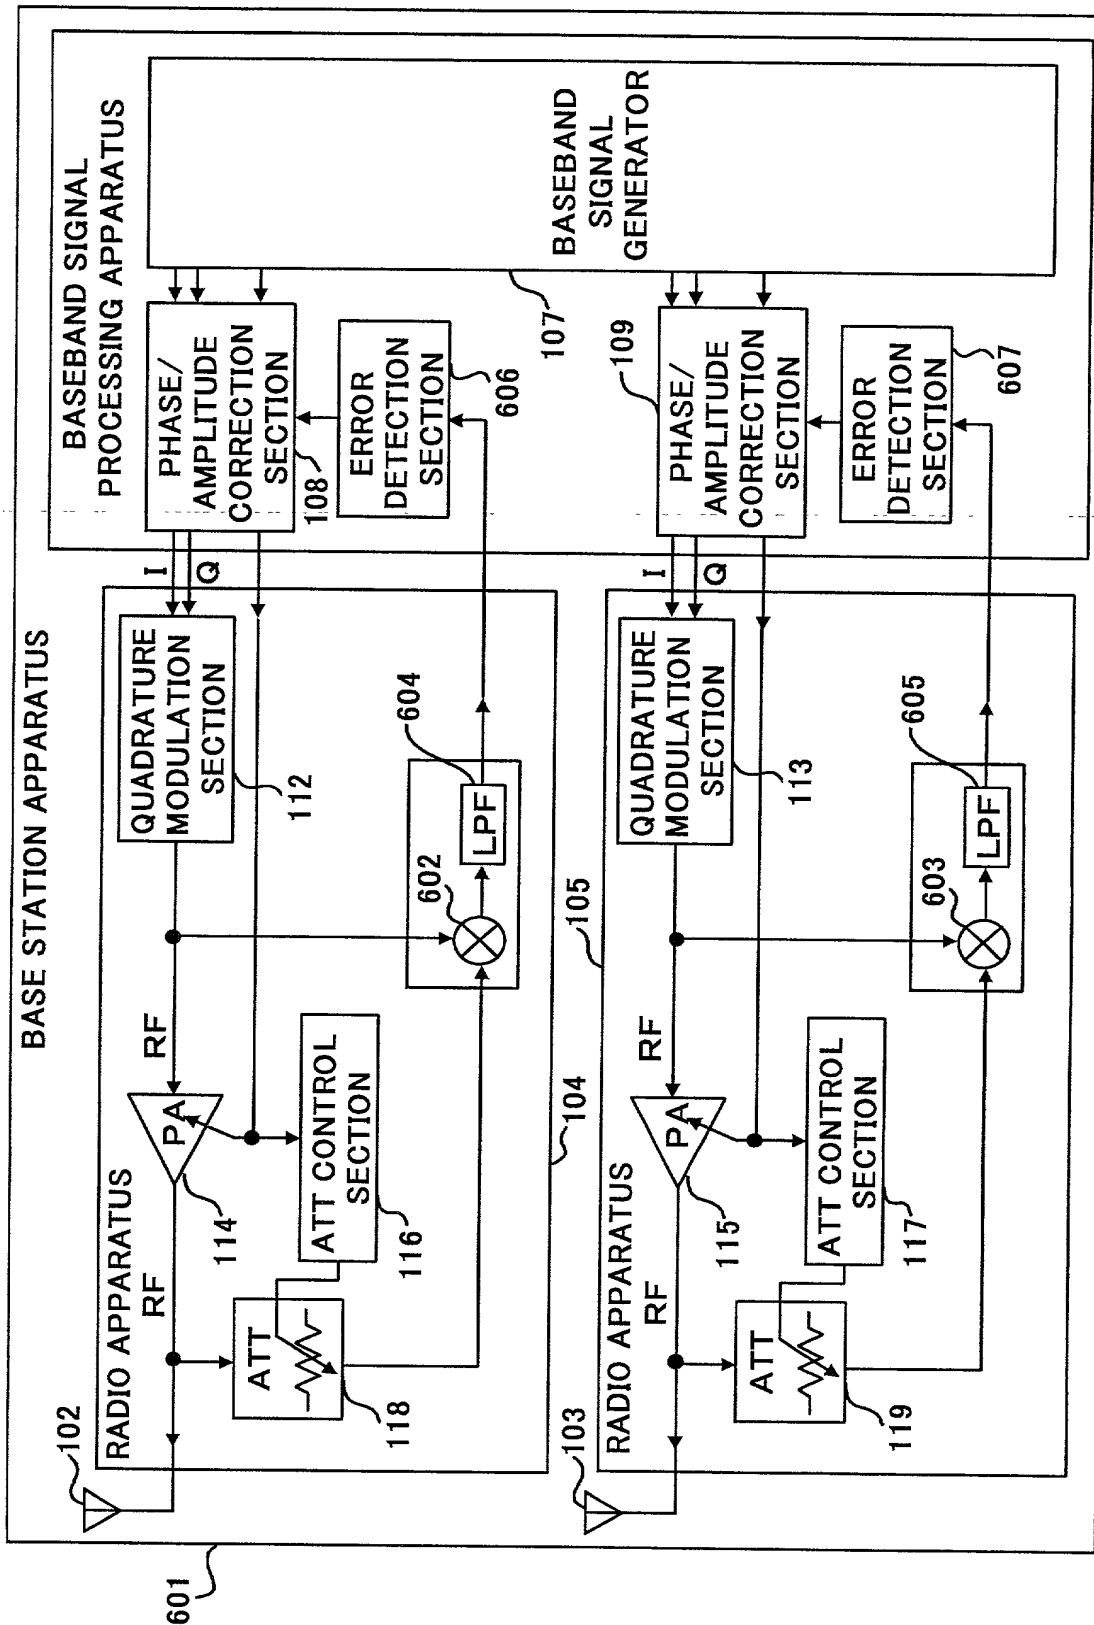 BASE STATION APPARATUS
601
BASEBAND SIGNAL
PROCESSING APPARATUS
BASEBAND
SIGNAL
GENERATOR
107
PHASE/
AMPLITUDE
CORRECTION
SECTION
108
ERROR
DETECTION
SECTION
606
I
Q
RADIO APPARATUS
104
QUADRATURE
MODULATION
SECTION
112
RF
PA
114
RF
102
ATT CONTROL
SECTION
116
ATT
118
602
LPF
604
PHASE/
AMPLITUDE
CORRECTION
SECTION
109
ERROR
DETECTION
SECTION
607
I
Q
RADIO APPARATUS
105
QUADRATURE
MODULATION
SECTION
113
RF
PA
115
RF
103
ATT CONTROL
SECTION
117
ATT
119
603
LPF
605